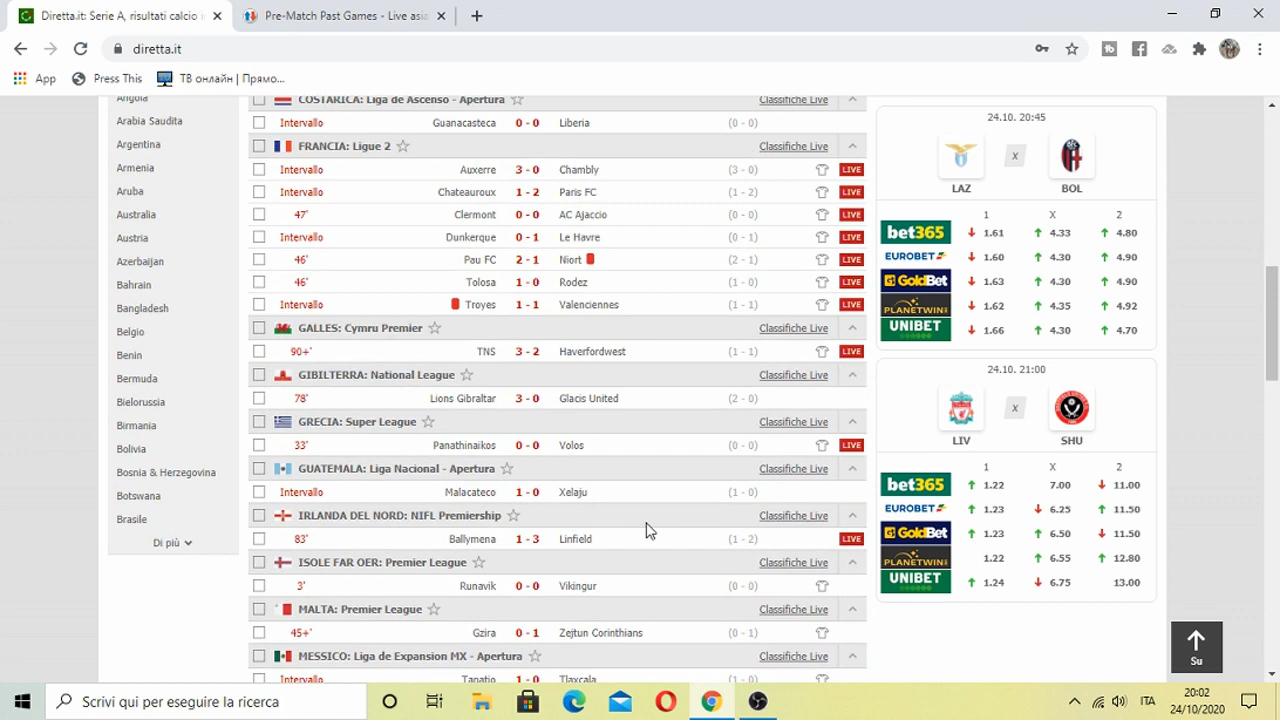 Diretta.it: Serie A, risultati calcio
Pre-Match Past Games - Live asia
diretta.it
App
Press This
ТВ онлайн | Прямо...
Angola
Arabia Saudita
Argentina
Armenia
Aruba
Australia
Austria
Azerbaijan
Bahrain
Bangladesh
Belgio
Benin
Bermuda
Bielorussia
Birmania
Bolivia
Bosnia & Herzegovina
Botswana
Brasile
Di più
COSTARICA: Liga de Ascenso - Apertura Classifiche Live
Intervallo Guanacasteca 0 - 0 Liberia (0 - 0)
FRANCIA: Ligue 2 Classifiche Live
Intervallo Auxerre 3 - 0 Chambly (3 - 0) LIVE
Intervallo Chateauroux 1 - 2 Paris FC (1 - 2) LIVE
47' Clermont 0 - 0 AC Ajaccio (0 - 0) LIVE
Intervallo Dunkerque 0 - 1 Le Havre (0 - 1) LIVE
46' Pau FC 2 - 1 Niort (2 - 1) LIVE
46' Tolosa 1 - 0 Rodez (1 - 0) LIVE
Intervallo Troyes 1 - 1 Valenciennes (1 - 1) LIVE
GALLES: Cymru Premier Classifiche Live
90+' TNS 3 - 2 Haverfordwest (1 - 1) LIVE
GIBILTERRA: National League Classifiche Live
78' Lions Gibraltar 3 - 0 Glacis United (2 - 0)
GRECIA: Super League Classifiche Live
33' Panathinaikos 0 - 0 Volos (0 - 0) LIVE
GUATEMALA: Liga Nacional - Apertura Classifiche Live
Intervallo Malacateco 1 - 0 Xelaju (1 - 0)
IRLANDA DEL NORD: NIFL Premiership Classifiche Live
83' Ballymena 1 - 3 Linfield (1 - 2) LIVE
ISOLE FAR OER: Premier League Classifiche Live
3' Runavik 0 - 0 Vikingur (0 - 0)
MALTA: Premier League Classifiche Live
45+' Gzira 0 - 1 Zejtun Corinthians (0 - 1)
MESSICO: Liga de Expansion MX - Apertura Classifiche Live
Intervallo 1 - 0 Tlaxcala (1 - 0)
24.10. 20:45
x
LAZ BOL
1 X 2
bet365 1.61 4.33 4.80
EUROBET 1.60 4.30 4.90
GoldBet 1.63 4.30 4.90
PLANETWIN 1.62 4.35 4.92
UNIBET 1.66 4.30 4.70
24.10. 21:00
x
LIV SHU
1 X 2
bet365 1.22 7.00 11.00
EUROBET 1.23 6.25 11.50
GoldBet 1.23 6.50 11.50
PLANETWIN 1.22 6.55 12.80
UNIBET 1.24 6.75 13.00
Su
Scrivi qui per eseguire la ricerca
ITA
20:02
24/10/2020